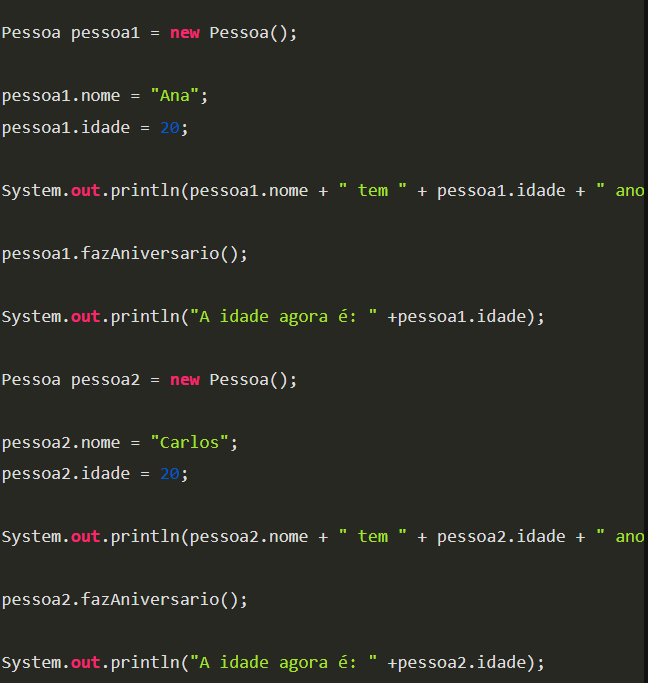 Pessoa pessoa1 = new Pessoa();
pessoa1.nome = "Ana";
pessoa1.idade = 20;
System.out.println(pessoa1.nome + " tem " + pessoa1.idade + " ano
pessoa1.fazAniversario();
System.out.println("A idade agora é: " +pessoa1.idade);
Pessoa pessoa2 = new Pessoa();
pessoa2.nome = "Carlos";
pessoa2.idade = 20;
System.out.println(pessoa2.nome + " tem " + pessoa2.idade + " ano
pessoa2.fazAniversario();
System.out.println("A idade agora é: " +pessoa2.idade);